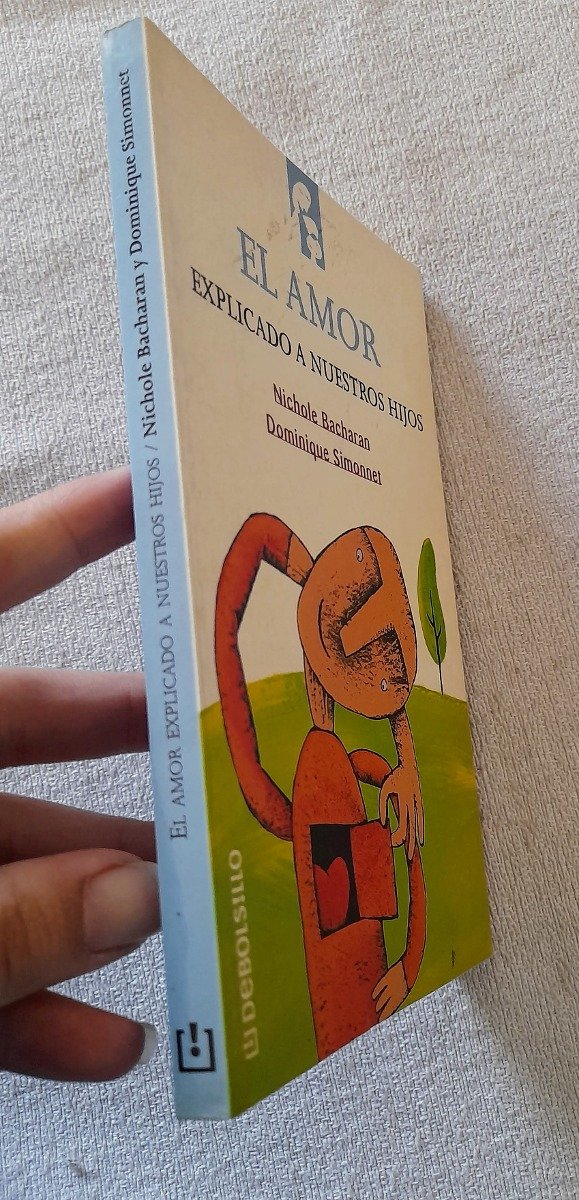 EL AMOR EXPLICADO A NUESTROS HIJOS / Nichole Bacharan y Dominique Simonnet
EL AMOR
EXPLICADO A NUESTROS HIJOS
Nichole Bacharan
Dominique Simonnet
DEBOLSILLO